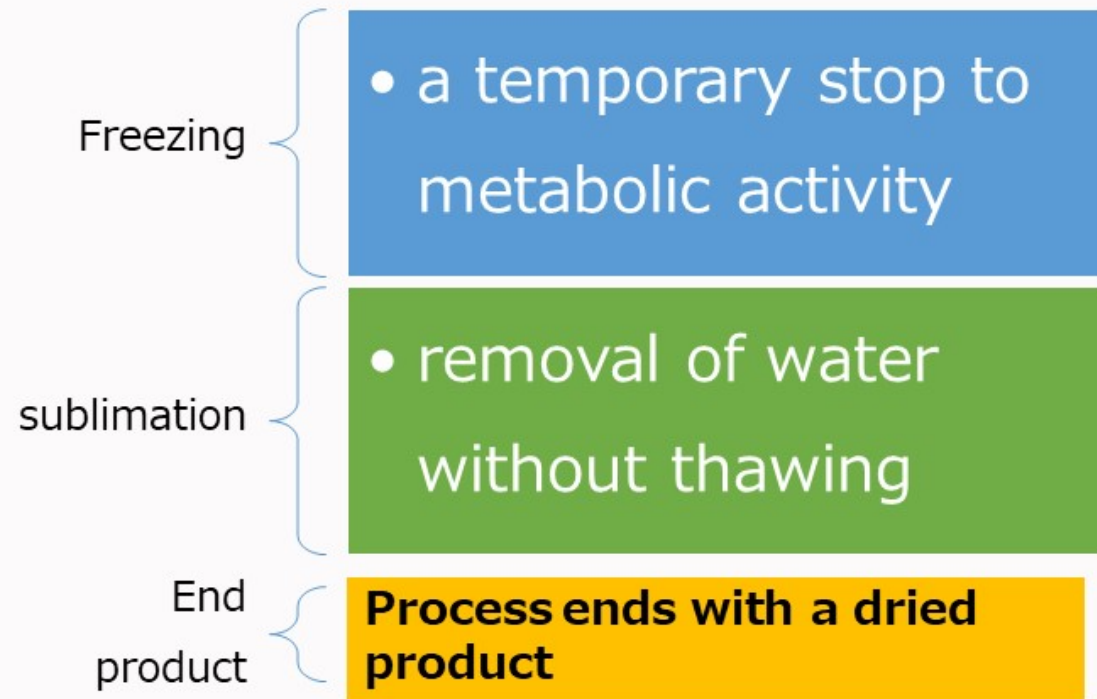 Freezing
• a temporary stop to
metabolic activity
sublimation
• removal of water
without thawing
End
product
Process ends with a dried
product